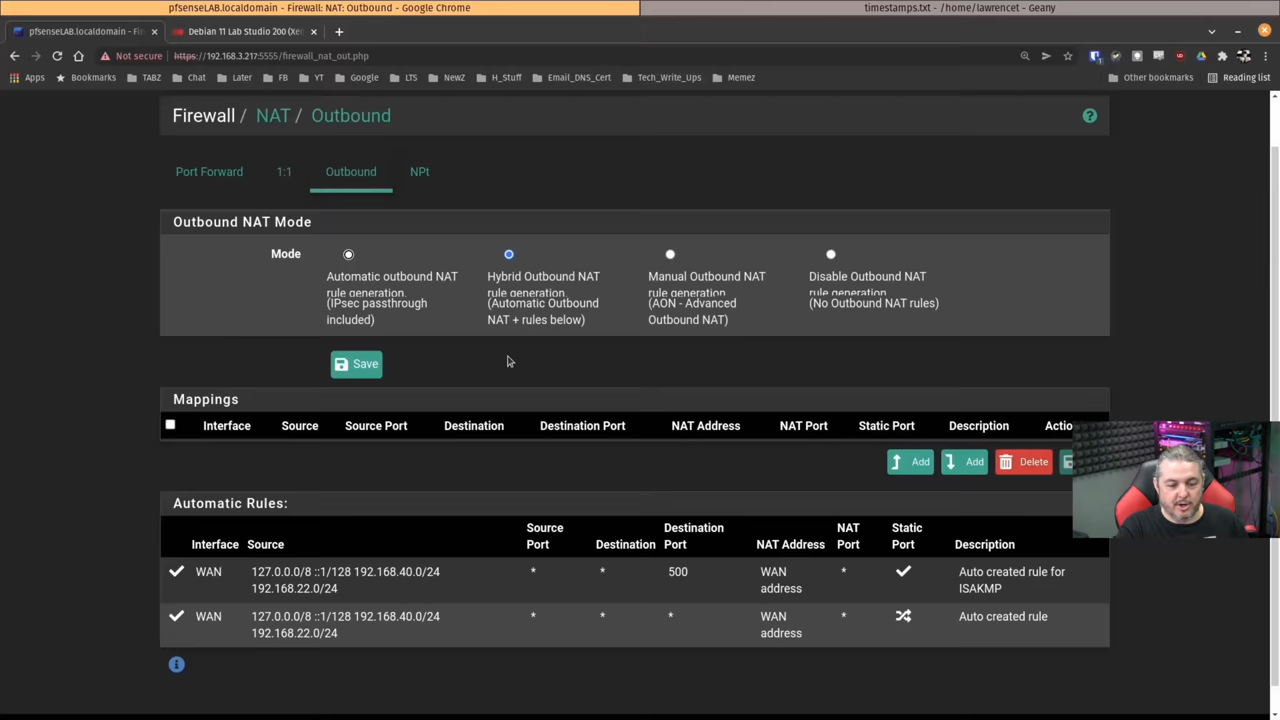 pfsenseLAB.localdomain - Firewall: NAT: Outbound - Google Chrome
timestamps.txt - /home/lawrencet - Geany
pfsenseLAB.localdomain - Fi
Debian 11 Lab Studio 200 (Xe
Not secure
https://192.168.3.217:5555/firewall_nat_out.php
Apps Bookmarks TABZ Chat Later FB YT Google LTS NewZ H_Stuff Email_DNS_Cert Tech_Write_Ups Memez Other bookmarks Reading list
Firewall / NAT / Outbound
Port Forward 1:1 Outbound NPt
Outbound NAT Mode
Mode
Automatic outbound NAT
rule generation.
(IPsec passthrough
included)
Hybrid Outbound NAT
rule generation.
(Automatic Outbound
NAT + rules below)
Manual Outbound NAT
rule generation.
(AON - Advanced
Outbound NAT)
Disable Outbound NAT
rule generation.
(No Outbound NAT rules)
Save
Mappings
Interface Source Source Port Destination Destination Port NAT Address NAT Port Static Port Description Actio
Add Add Delete
Automatic Rules:
Interface Source Source Port Destination Destination Port NAT Address NAT Port Static Port Description
WAN 127.0.0.0/8 ::1/128 192.168.40.0/24 * * 500 WAN * Auto created rule for
192.168.22.0/24 address ISAKMP
WAN 127.0.0.0/8 ::1/128 192.168.40.0/24 * * * WAN * Auto created rule
192.168.22.0/24 address